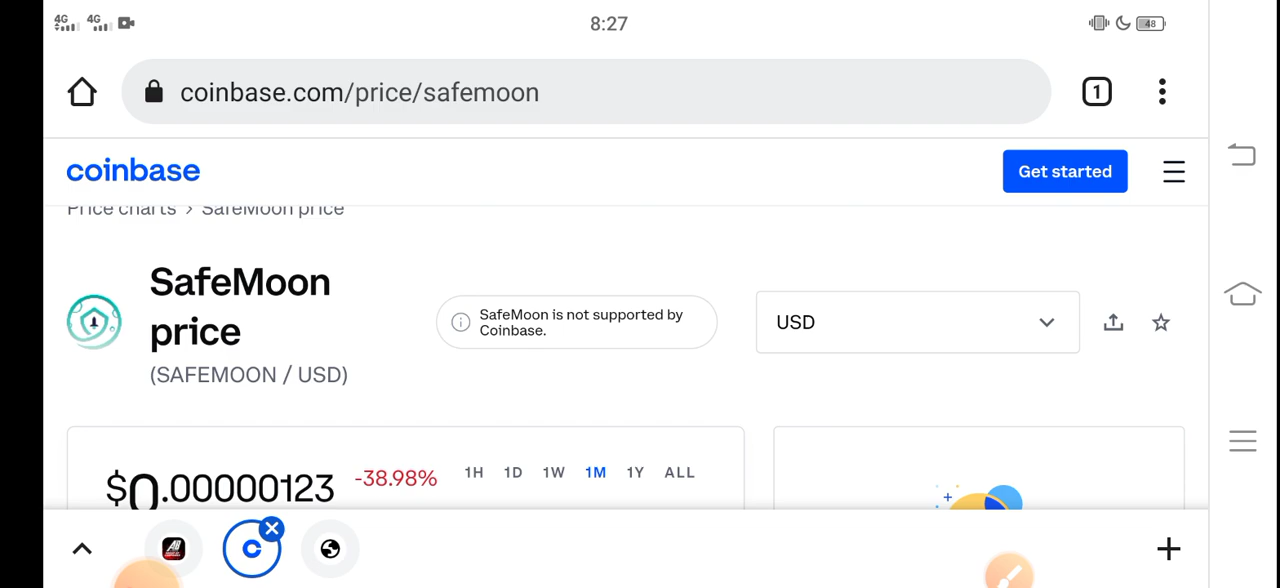 4G 4G 8:27 48
coinbase.com/price/safemoon 1
coinbase Get started
Price charts > SafeMoon price
SafeMoon
price
SafeMoon is not supported by
Coinbase.
USD
(SAFEMOON / USD)
$0.00000123 -38.98% 1H 1D 1W 1M 1Y ALL